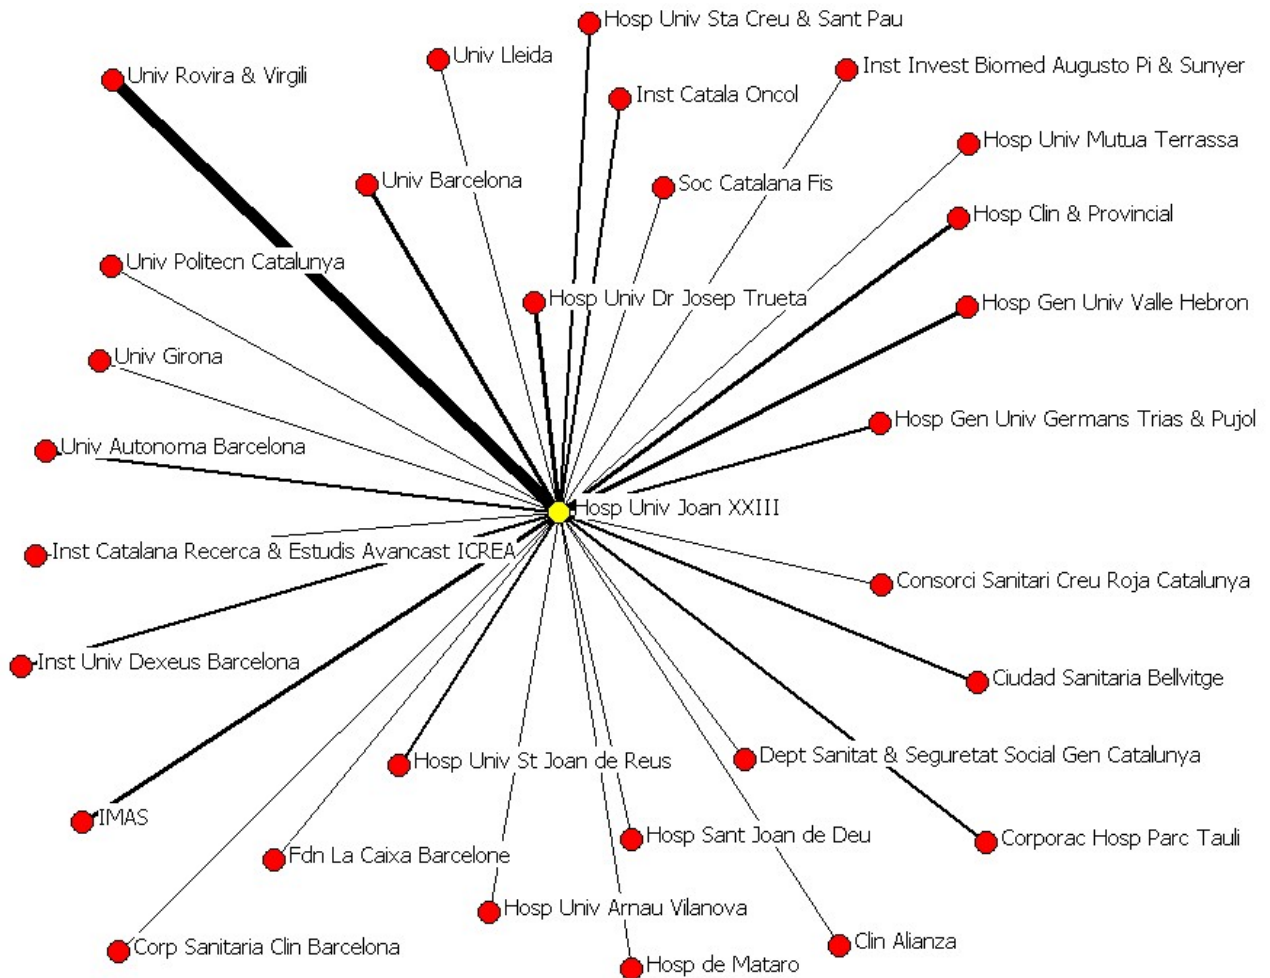 Hosp Univ Sta Creu & Sant Pau
Univ Lleida
Inst Invest Biomed Augusto Pi & Sunyer
Univ Rovira & Virgili
Inst Catala Oncol
Hosp Univ Mutua Terrassa
Univ Barcelona
Soc Catalana Fis
Hosp Clin & Provincial
Univ Politecn Catalunya
Hosp Univ Dr Josep Trueta
Hosp Gen Univ Valle Hebron
Univ Girona
Hosp Gen Univ Germans Trias & Pujol
Univ Autonoma Barcelona
Hosp Univ Joan XXIII
Inst Catalana Recerca & Estudis Avancast ICREA
Consorci Sanitari Creu Roja Catalunya
Inst Univ Dexeus Barcelona
Ciudad Sanitaria Bellvitge
Dept Sanitat & Seguretat Social Gen Catalunya
Hosp Univ St Joan de Reus
IMAS
Hosp Sant Joan de Deu
Corporac Hosp Parc Tauli
Fdn La Caixa Barcelone
Hosp Univ Arnau Vilanova
Clin Alianza
Corp Sanitaria Clin Barcelona
Hosp de Mataro